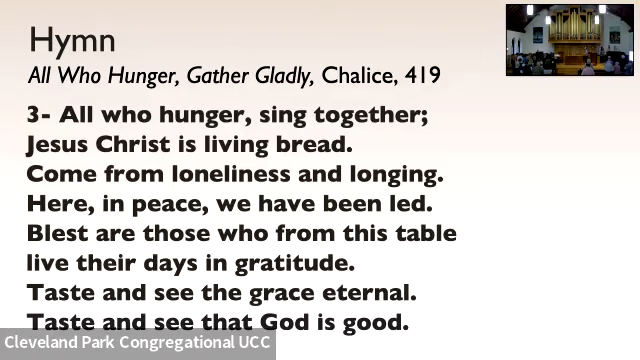 Hymn
All Who Hunger, Gather Gladly, Chalice, 419
3- All who hunger, sing together;
Jesus Christ is living bread.
Come from loneliness and longing.
Here, in peace, we have been led.
Blest are those who from this table
live their days in gratitude.
Taste and see the grace eternal.
Taste and see that God is good.
Cleveland Park Congregational UCC